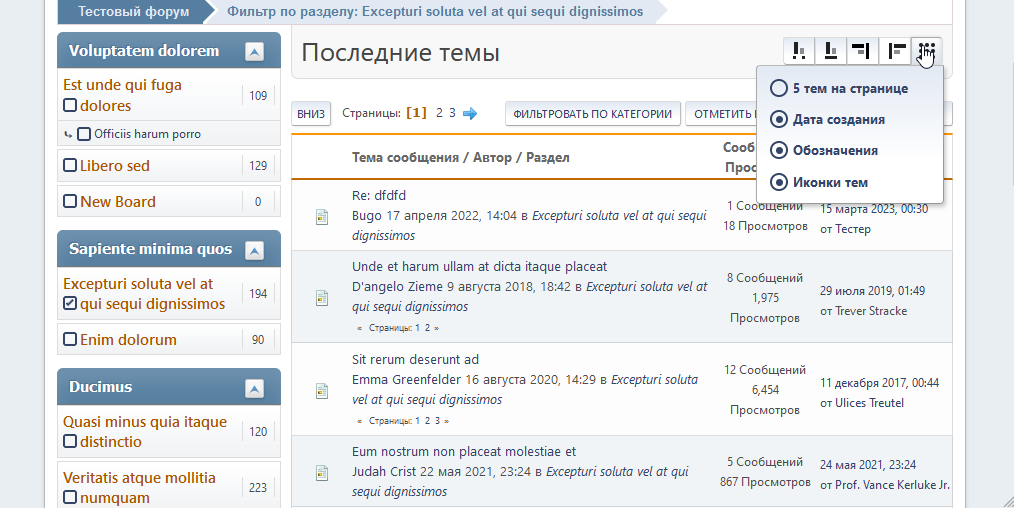 Тестовый форум
Фильтр по разделу: Excepturi soluta vel at qui sequi dignissimos
Voluptatem dolorem
Est unde qui fuga
dolores
109
Officiis harum porro
Libero sed
129
New Board
0
Sapiente minima quos
Excepturi soluta vel at
qui sequi dignissimos
194
Enim dolorum
90
Ducimus
Quasi minus quia itaque
distinctio
120
Veritatis atque mollitia
numquam
223
Последние темы
5 тем на странице
Дата создания
Обозначения
Иконки тем
ВНИЗ
Страницы: [1] 2 3
ФИЛЬТРОВАТЬ ПО КАТЕГОРИИ
ОТМЕТИТЬ
Тема сообщения / Автор / Раздел
Сооб
Прос
Re: dfdfd
Bugo 17 апреля 2022, 14:04 в Excepturi soluta vel at qui sequi
dignissimos
1 Сообщений
18 Просмотров
15 марта 2023, 00:30
от Тестер
Unde et harum ullam at dicta itaque placeat
D'angelo Zieme 9 августа 2018, 18:42 в Excepturi soluta vel at
qui sequi dignissimos
« Страницы: 1 2 »
8 Сообщений
1,975
Просмотров
29 июля 2019, 01:49
от Trever Stracke
Sit rerum deserunt ad
Emma Greenfelder 16 августа 2020, 14:29 в Excepturi soluta
vel at qui sequi dignissimos
« Страницы: 1 2 3 »
12 Сообщений
6,454
Просмотров
11 декабря 2017, 00:44
от Ulices Treutel
Eum nostrum non placeat molestiae et
Judah Crist 22 мая 2021, 23:24 в Excepturi soluta vel at qui
sequi dignissimos
5 Сообщений
867 Просмотров
24 мая 2021, 23:24
от Prof. Vance Kerluke Jr.